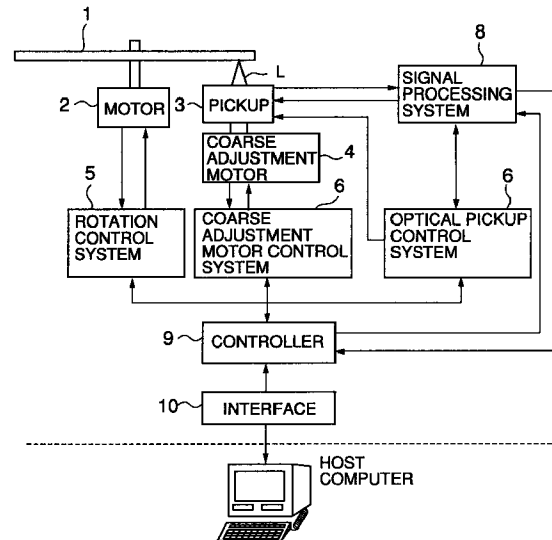 1
8
L
SIGNAL
PROCESSING
SYSTEM
2
MOTOR
3
PICKUP
COARSE
ADJUSTMENT
MOTOR
4
5
6
6
ROTATION
CONTROL
SYSTEM
COARSE
ADJUSTMENT
MOTOR CONTROL
SYSTEM
OPTICAL PICKUP
CONTROL
SYSTEM
9
CONTROLLER
10
INTERFACE
HOST
COMPUTER